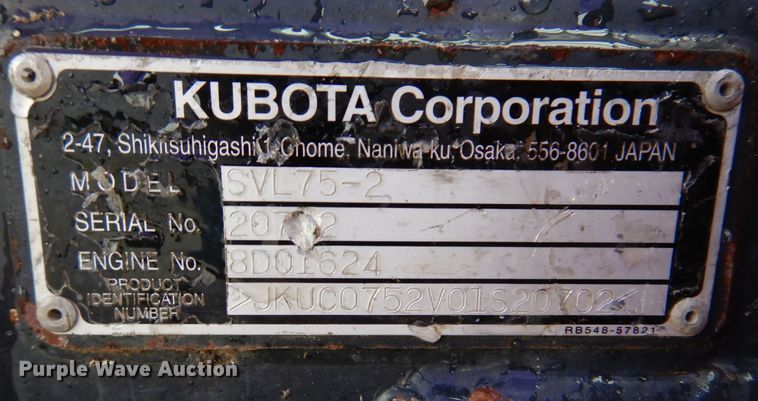 KUBOTA Corporation
2-47, Shikitsuhigashi 1-Chome, Naniwa-ku, Osaka, 556-8601 JAPAN
MODEL SVL75-2
SERIAL No. 20702
ENGINE No. 8D01624
PRODUCT
IDENTIFICATION
NUMBER >JKUC0752V01S20702<
RB548-57821
Purple Wave Auction